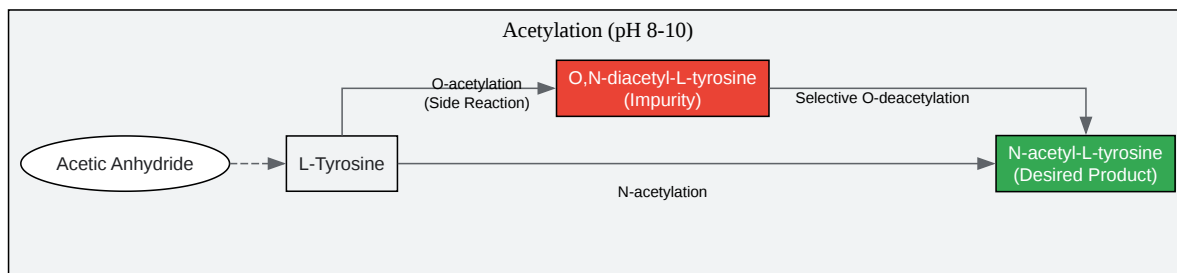 Acetylation (pH 8-10)
O-acetylation
(Side Reaction)
O,N-diacetyl-L-tyrosine
(Impurity)
Selective O-deacetylation
Acetic Anhydride
L-Tyrosine
N-acetylation
N-acetyl-L-tyrosine
(Desired Product)